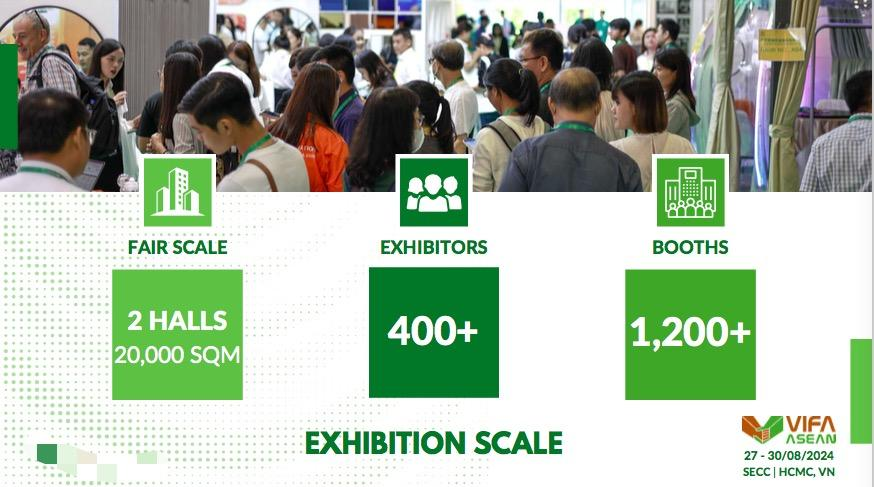 FAIR SCALE
EXHIBITORS
BOOTHS
2 HALLS
20,000 SQM
400+
1,200+
EXHIBITION SCALE
VIFA
ASEAN
27 - 30/08/2024
SECC | HCMC, VN